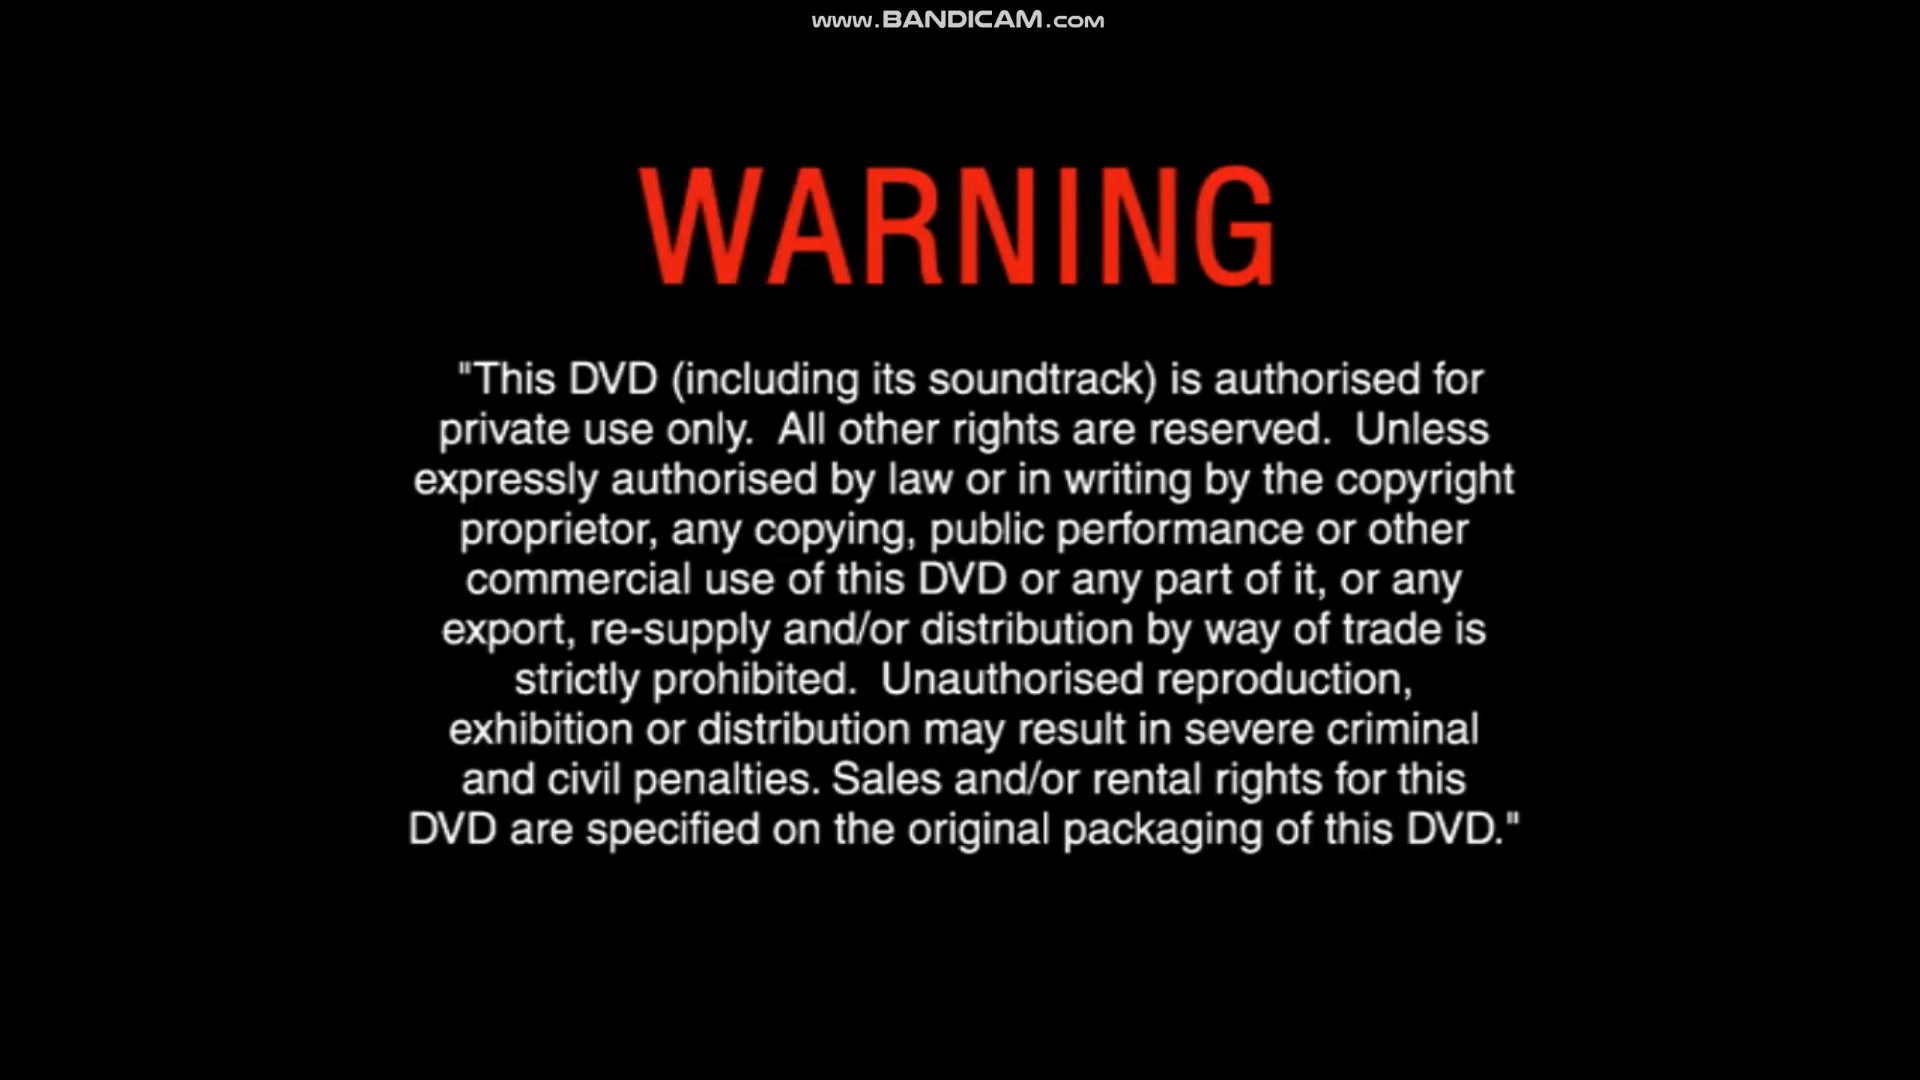 www.BANDICAM.com
WARNING
"This DVD (including its soundtrack) is authorised for
private use only.  All other rights are reserved.  Unless
expressly authorised by law or in writing by the copyright
proprietor, any copying, public performance or other
commercial use of this DVD or any part of it, or any
export, re-supply and/or distribution by way of trade is
strictly prohibited.  Unauthorised reproduction,
exhibition or distribution may result in severe criminal
and civil penalties. Sales and/or rental rights for this
DVD are specified on the original packaging of this DVD."